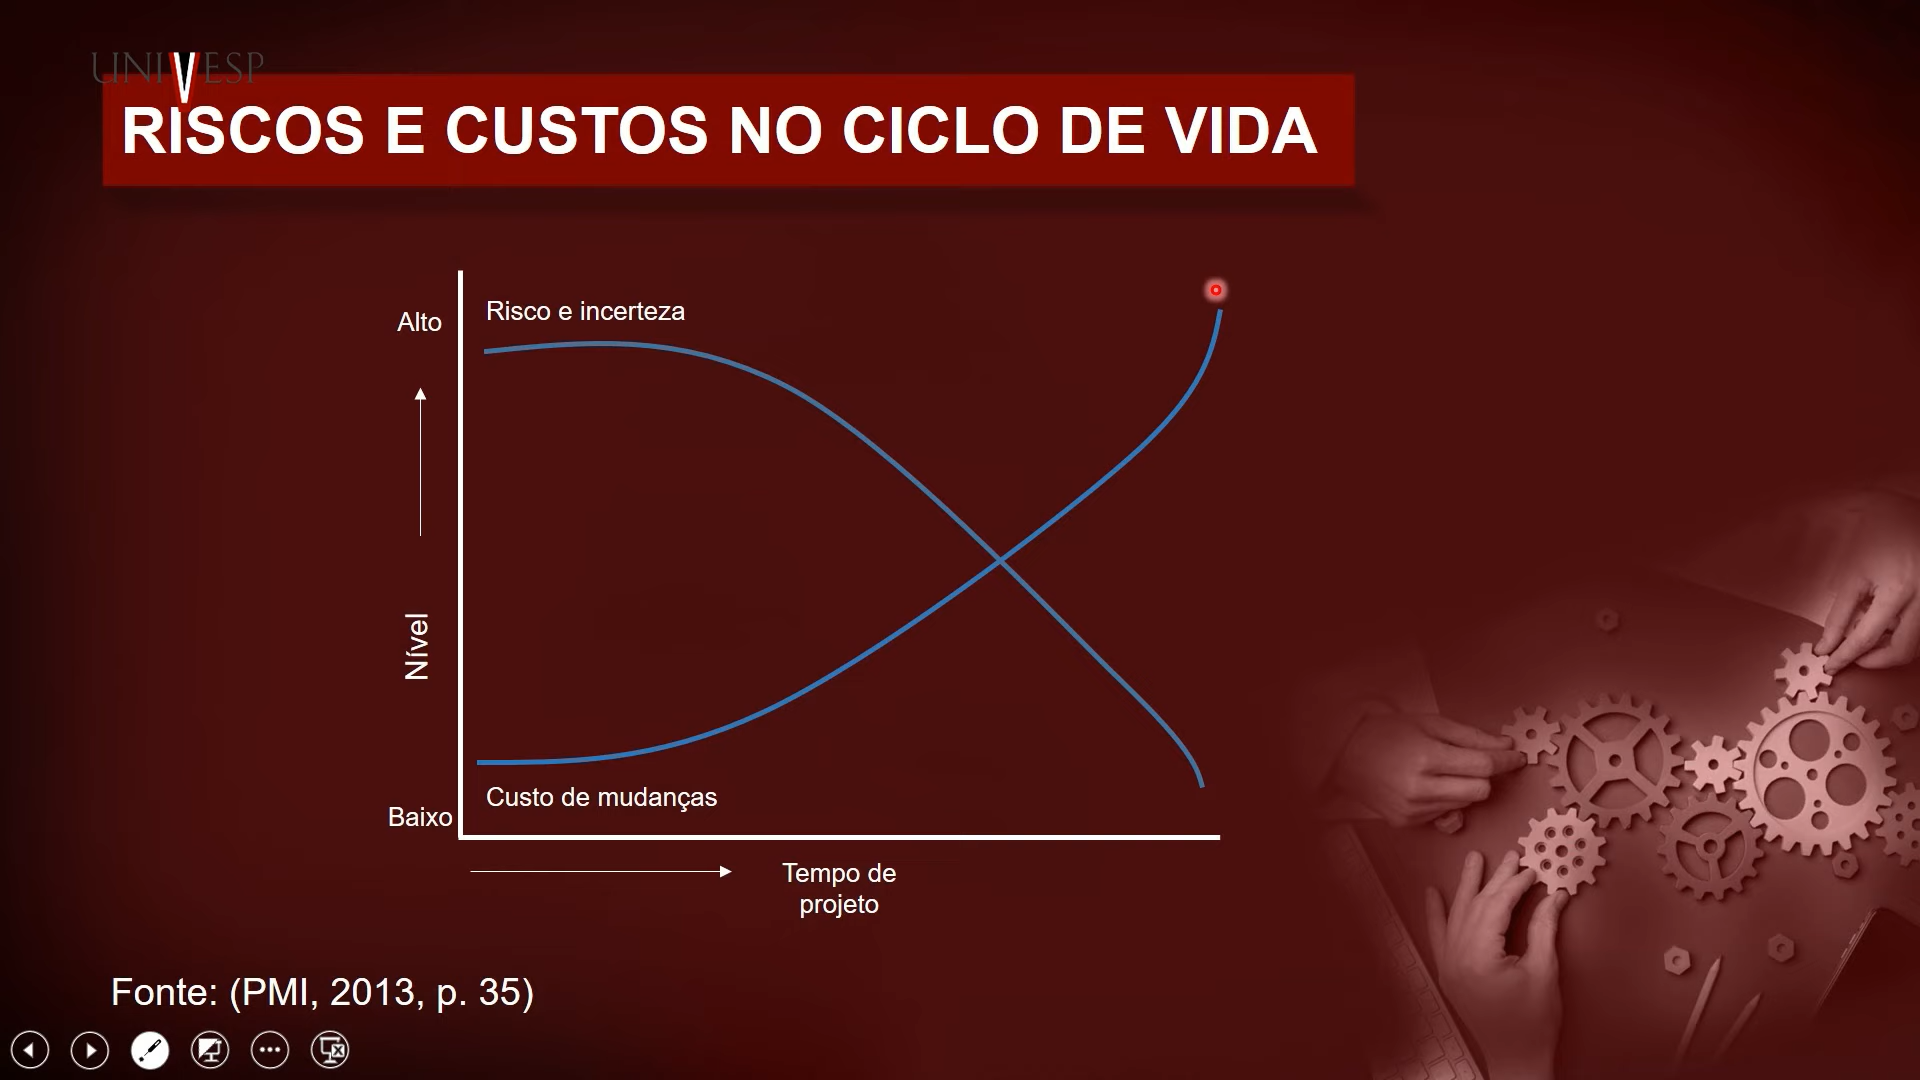 UNIVESP
RISCOS E CUSTOS NO CICLO DE VIDA
Risco e incerteza
Alto
Nível
Custo de mudanças
Baixo
Tempo de
projeto
Fonte: (PMI, 2013, p. 35)